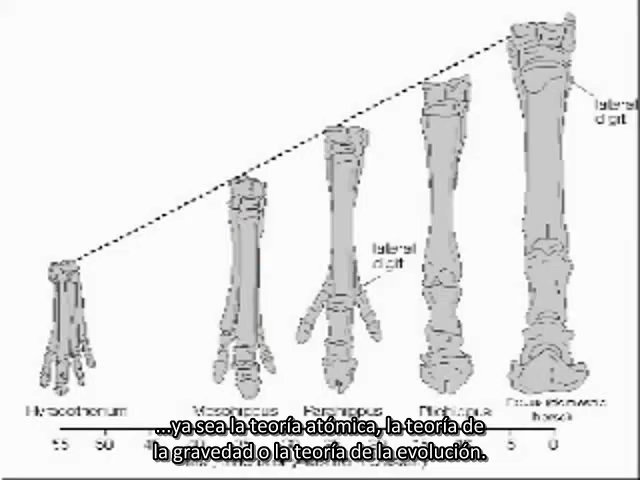 lateral
digit
lateral
digit
Hyracotherium
Mesohippus
Parahippus
Pliohippus
55
50
5
0
...ya sea la teoría atómica, la teoría de
la gravedad o la teoría de la evolución.